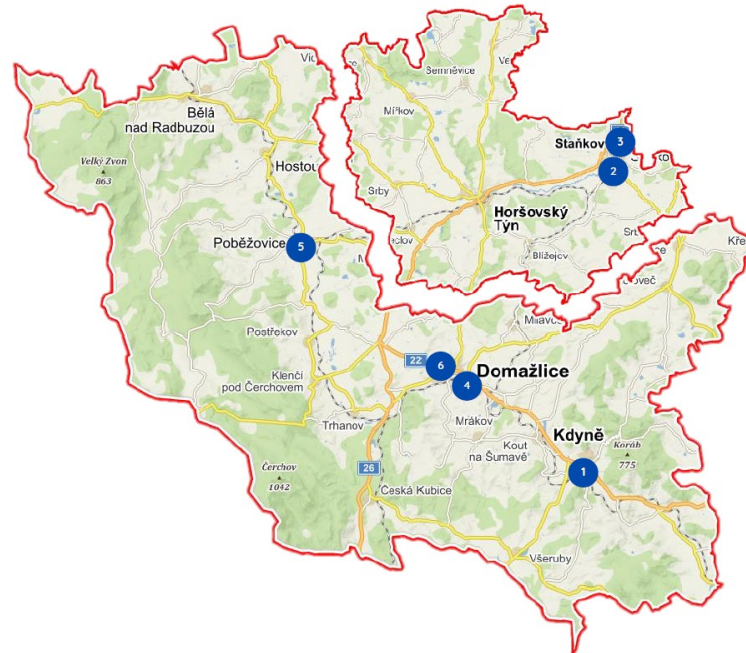 Semněvice
Mířkov
Bělá
nad Radbuzou
Staňkov
3
2
Velký Zvon
863
Srby
Horšovský
Týn
Poběžovice
5
Blížejov
Postřekov
22
6
Domažlice
4
Klenčí
pod Čerchovem
Trhanov
Mrákov
Kdyně
Kout
na Šumavě
Koráb
775
Čerchov
1042
26
1
Česká Kubice
Všeruby